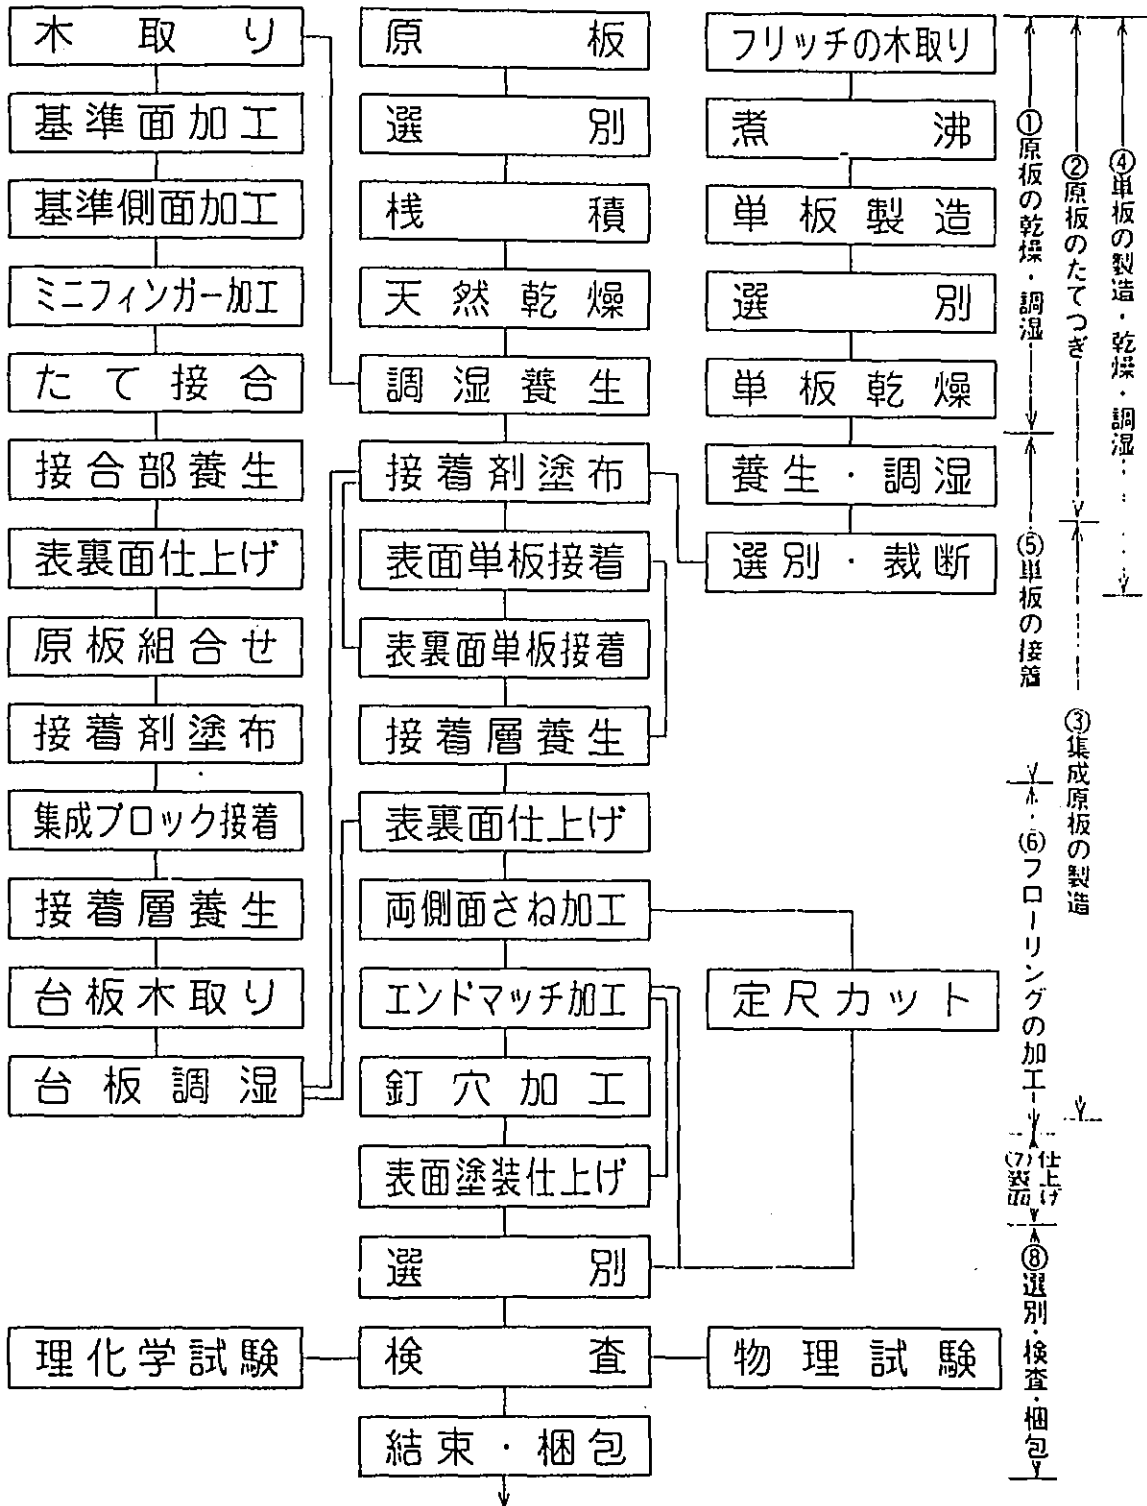 木取り
基準面加工
基準側面加工
ミニフィンガー加工
たて接合
接合部養生
表裏面仕上げ
原板組合せ
接着剤塗布
集成ブロック接着
接着層養生
台板木取り
台板調湿
理化学試験
原板
選別
桟積
天然乾燥
調湿養生
接着剤塗布
表面単板接着
表裏面単板接着
接着層養生
表裏面仕上げ
両側面さね加工
エンドマッチ加工
釘穴加工
表面塗装仕上げ
選別
検査
結束・梱包
フリッチの木取り
煮沸
単板製造
選別
単板乾燥
養生・調湿
選別・裁断
定尺カット
物理試験
①原板の乾燥・調湿
②原板のたてつぎ
④単板の製造・乾燥・調湿
⑤単板の接着
③集成原板の製造
⑥フローリングの加工
仕上げ
⑧選別・検査・梱包